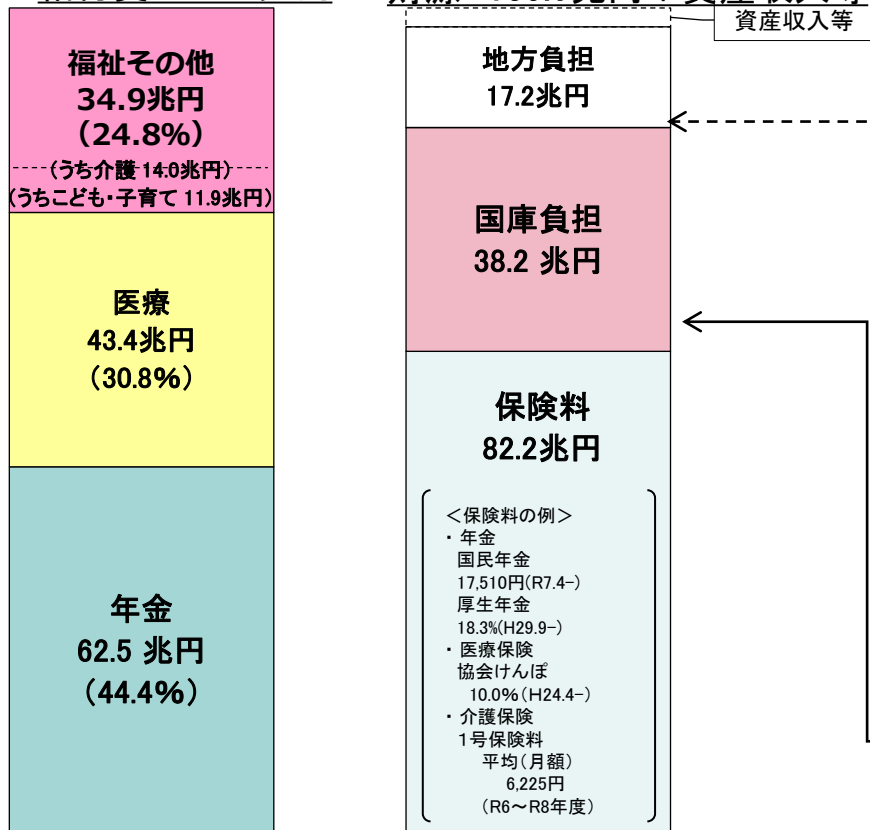 資産収入等
福祉その他
34.9兆円
(24.8%)
(うち介護 14.0兆円)
(うちこども・子育て 11.9兆円)
医療
43.4兆円
(30.8%)
年金
62.5 兆円
(44.4%)
地方負担
17.2兆円
国庫負担
38.2 兆円
保険料
82.2兆円
＜保険料の例＞
・年金
国民年金
17,510円(R7.4-)
厚生年金
18.3%(H29.9-)
・医療保険
協会けんぽ
10.0%(H24.4-)
・介護保険
1号保険料
平均(月額)
6,225円
(R6～R8年度)